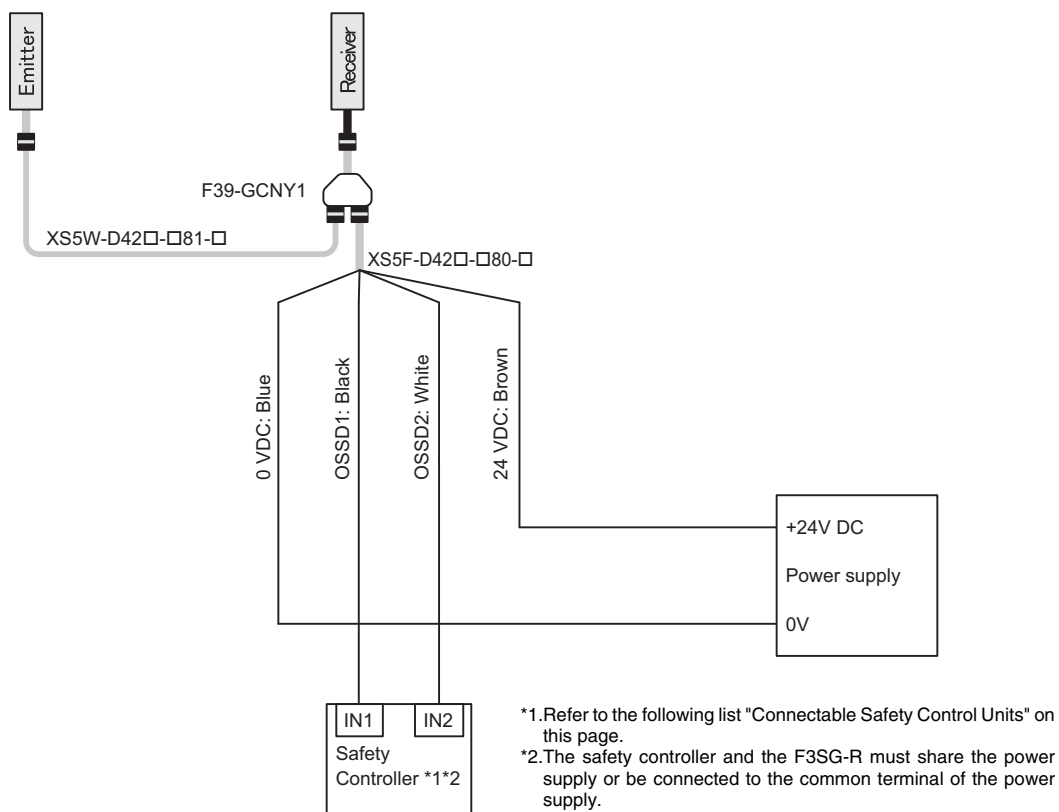 Emitter
Receiver
F39-GCNY1
XS5W-D42□-□81-□
XS5F-D42□-□80-□
0 VDC: Blue
OSSD1: Black
OSSD2: White
24 VDC: Brown
+24V DC
Power supply
0V
IN1
IN2
Safety
Controller *1*2
*1.Refer to the following list "Connectable Safety Control Units" on
this page.
*2.The safety controller and the F3SG-R must share the power
supply or be connected to the common terminal of the power
supply.